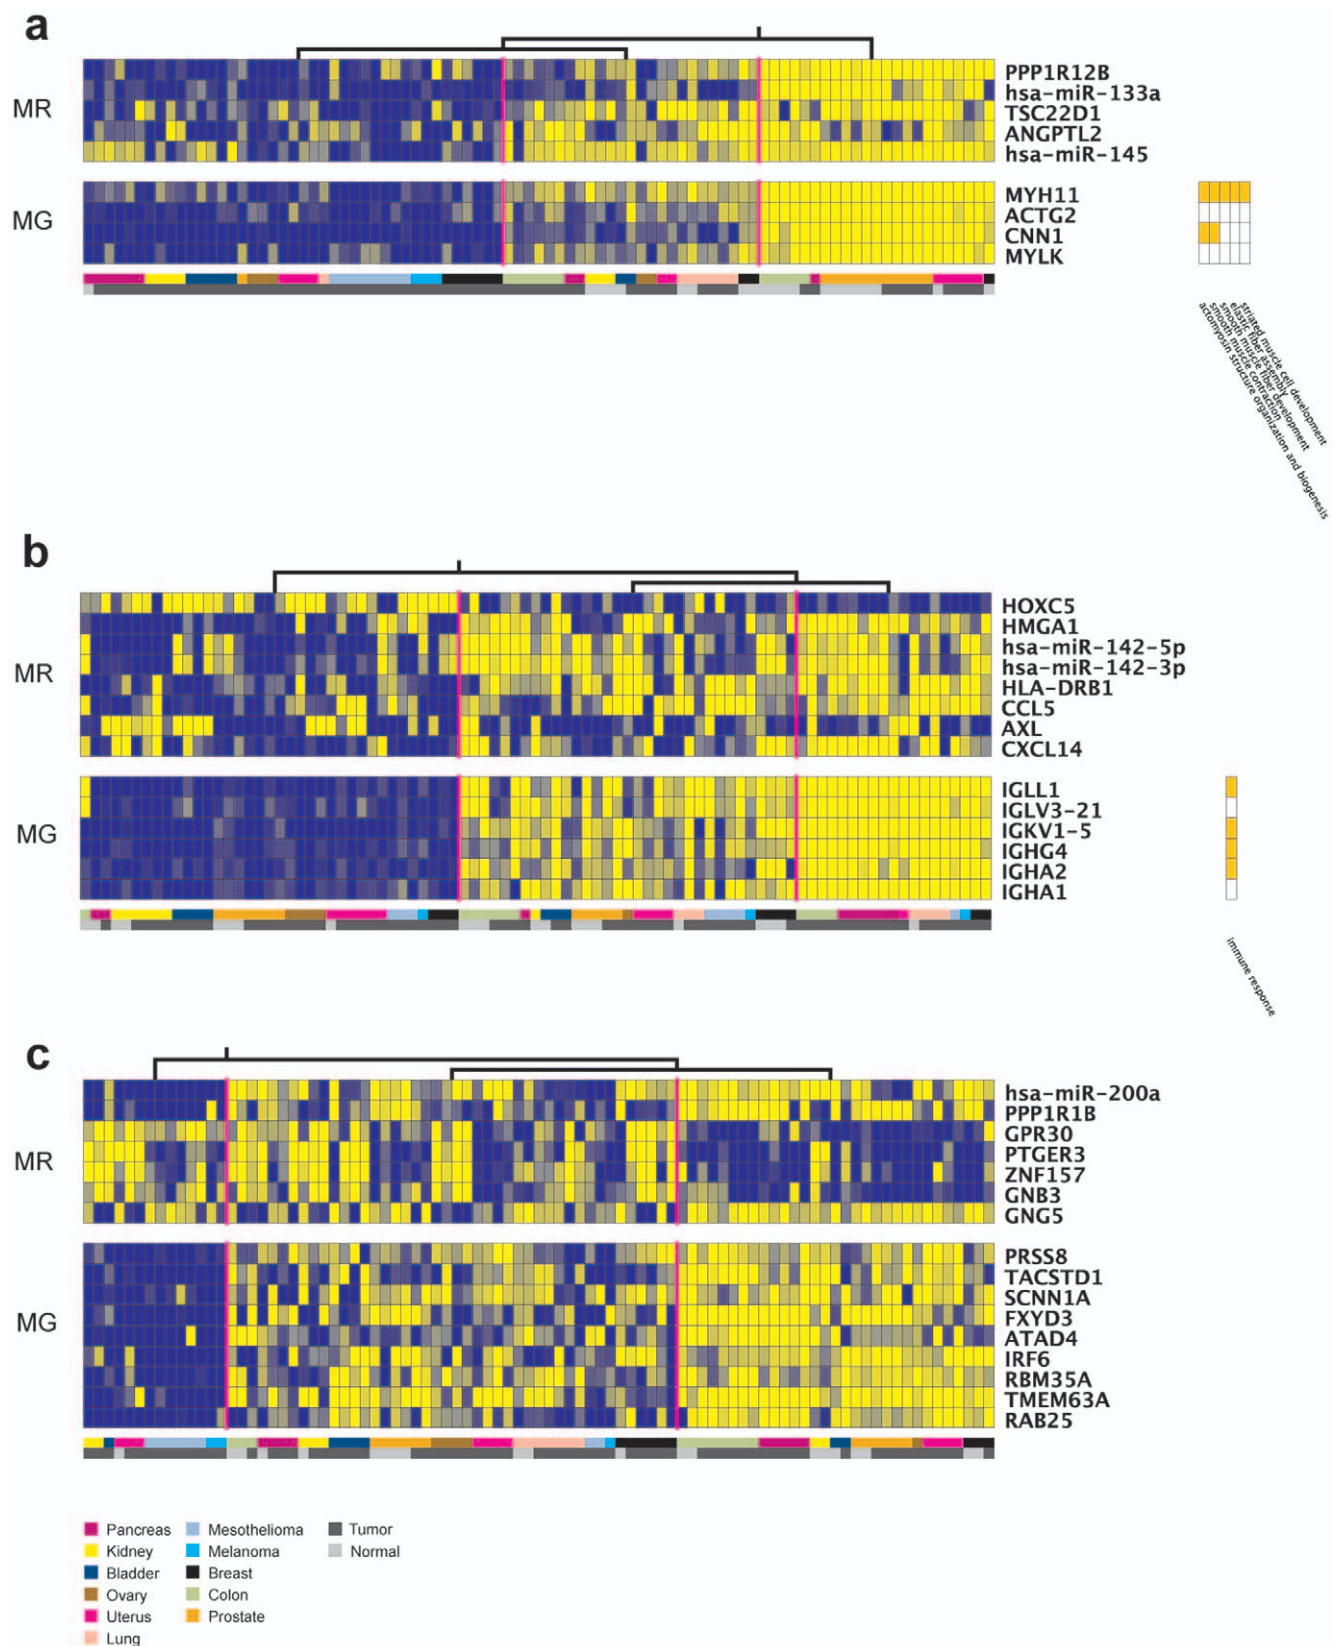 a
MR
PPP1R12B
hsa-miR-133a
TSC22D1
ANGPTL2
hsa-miR-145
MG
MYH11
ACTG2
CNN1
MYLK
striated muscle cell development
elastic fiber assembly
smooth muscle fiber development
smooth muscle contraction
actomyosin structure organization and biogenesis
b
MR
HOXC5
HMGA1
hsa-miR-142-5p
hsa-miR-142-3p
HLA-DRB1
CCL5
AXL
CXCL14
MG
IGLL1
IGLV3-21
IGKV1-5
IGHG4
IGHA2
IGHA1
immune response
c
MR
hsa-miR-200a
PPP1R1B
GPR30
PTGER3
ZNF157
GNB3
GNG5
MG
PRSS8
TACSTD1
SCNN1A
FXYD3
ATAD4
IRF6
RBM35A
TMEM63A
RAB25
Pancreas Mesothelioma Tumor
Kidney Melanoma Normal
Bladder Breast
Ovary Colon
Uterus Prostate
Lung